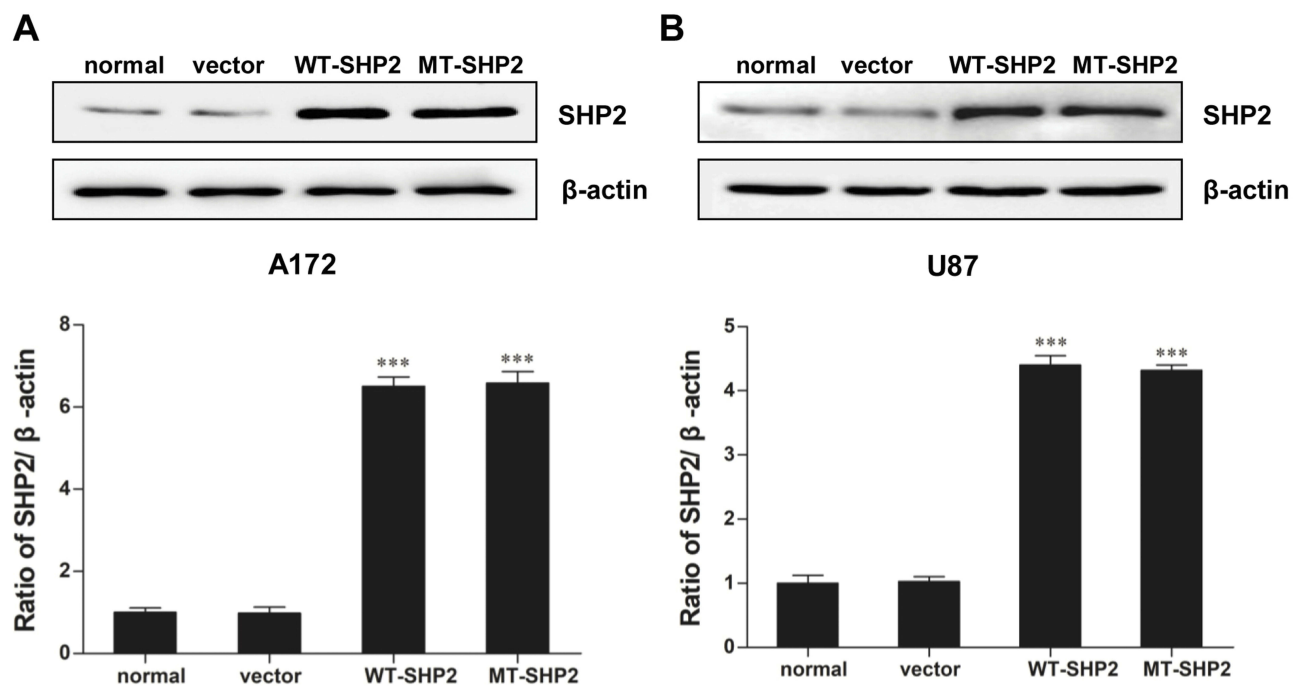 A
normal vector WT-SHP2 MT-SHP2
SHP2
β-actin
A172
8
6
4
2
0
Ratio of SHP2/ β -actin
*** ***
normal vector WT-SHP2 MT-SHP2
B
normal vector WT-SHP2 MT-SHP2
SHP2
β-actin
U87
5
4
3
2
1
0
Ratio of SHP2/ β -actin
*** ***
normal vector WT-SHP2 MT-SHP2